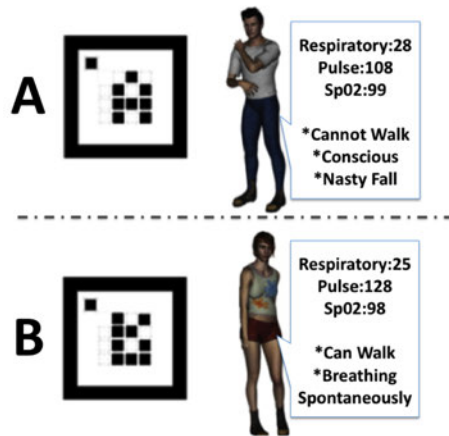 A
Respiratory:28
Pulse:108
Sp02:99
*Cannot Walk
*Conscious
*Nasty Fall
B
Respiratory:25
Pulse:128
Sp02:98
*Can Walk
*Breathing
Spontaneously